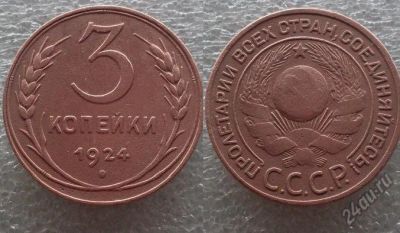 3
КОПЕЙКИ
1924
ПРОЛЕТАРИИ ВСЕХ СТРАН, СОЕДИНЯЙТЕСЬ!
С.С.С.Р.
24au.ru